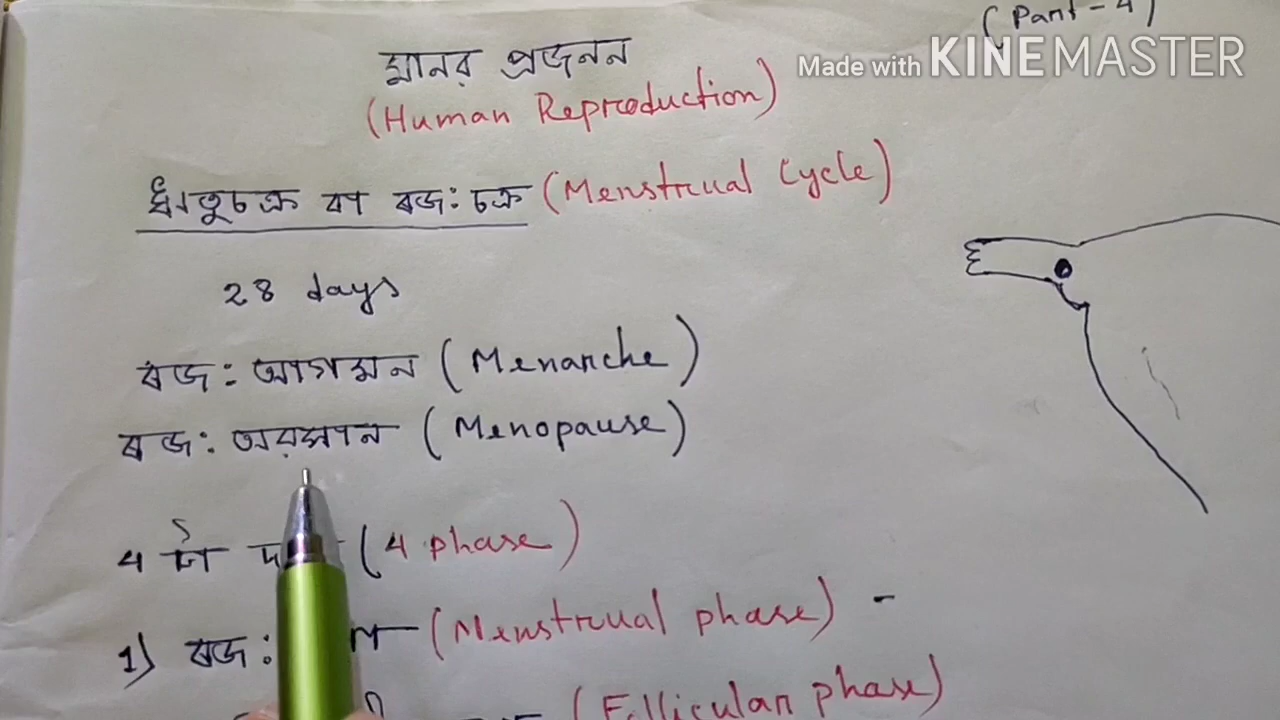 (Part - 4)
Made with KINEMASTER
মানৱ প্ৰজনন
(Human Reproduction)
ঋতুচক্ৰ বা ৰজ:চক্ৰ (Menstrual Cycle)
28 days
ৰজ: আগমন (Menarche)
ৰজ: অৱসান (Menopause)
4 টা (4 phase)
1) ৰজ: (Menstrual phase) -
(Follicular phase)